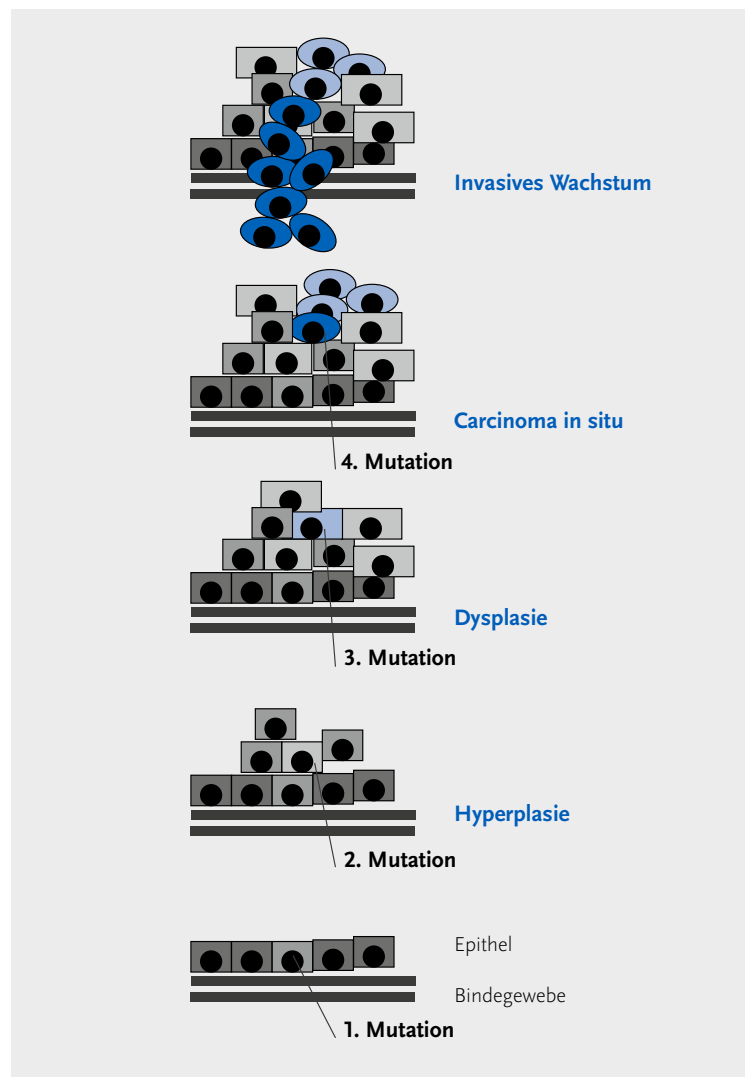 Invasives Wachstum
Carcinoma in situ
4. Mutation
Dysplasie
3. Mutation
Hyperplasie
2. Mutation
Epithel
Bindegewebe
1. Mutation